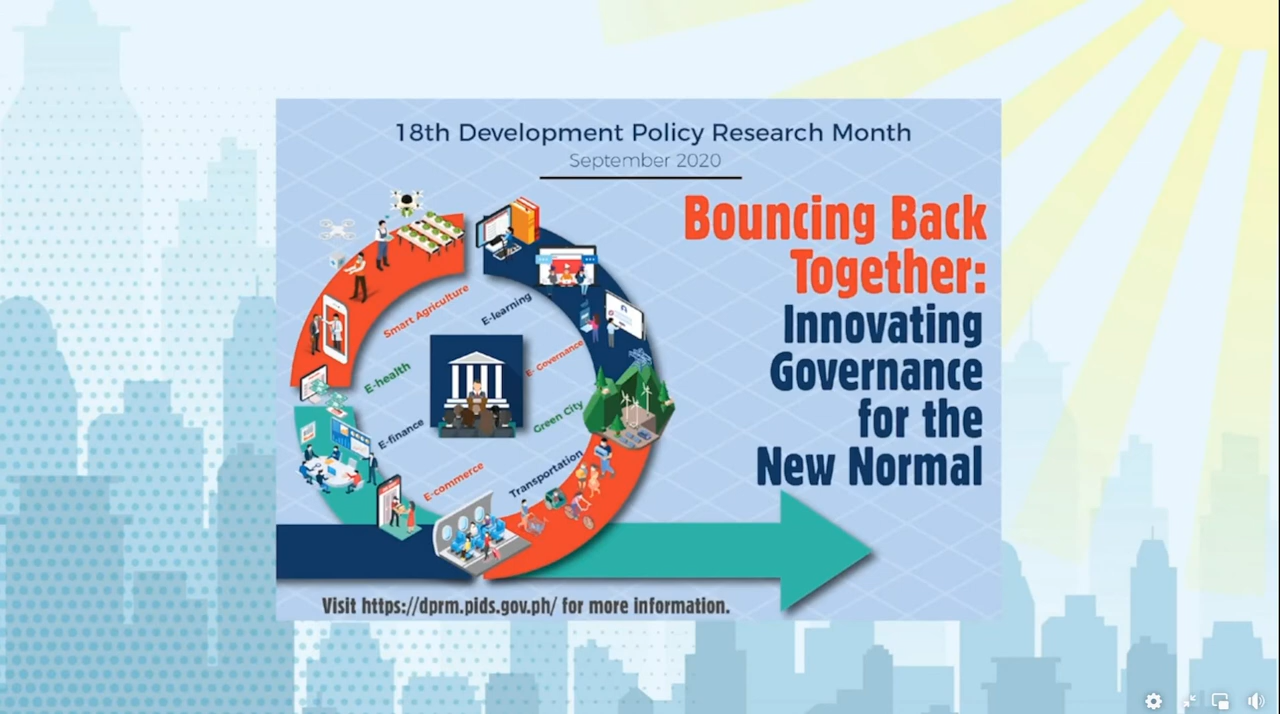 18th Development Policy Research Month
September 2020
Bouncing Back
Together:
Innovating
Governance
for the
New Normal
Smart Agriculture
E-learning
E- Governance
E-health
Green City
E-finance
Transportation
E-commerce
Visit https://dprm.pids.gov.ph/ for more information.